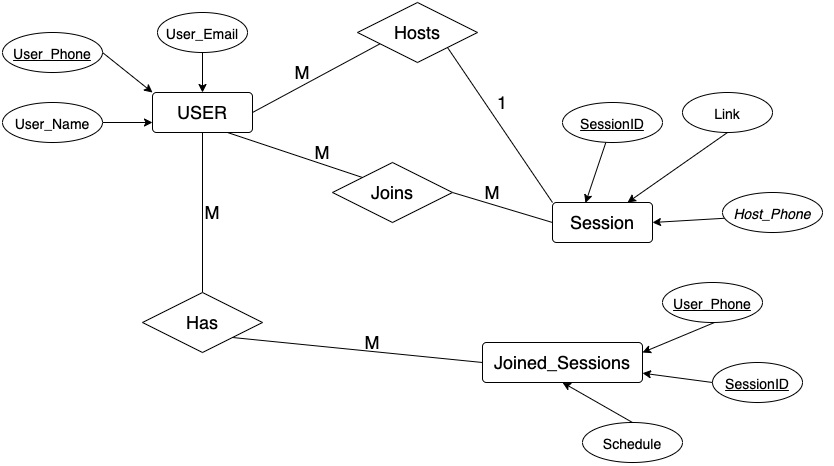 Hosts
User_Email
User_Phone
M
USER
1
Link
User_Name
SessionID
M
Joins
M
M
Host_Phone
Session
User_Phone
Has
M
Joined_Sessions
SessionID
Schedule